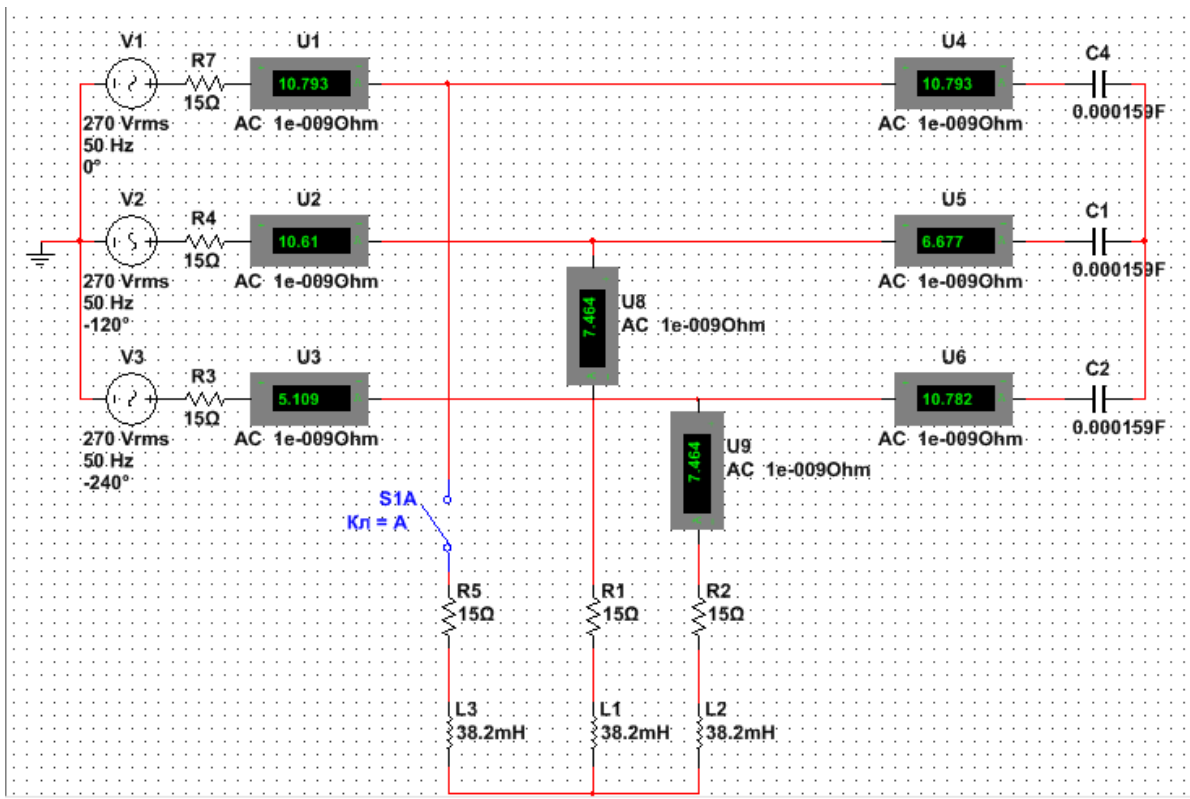 V1
R7
15Ω
270 Vrms
50 Hz
0°
U1
10.793
AC 1e-009Ohm
U4
10.793
AC 1e-009Ohm
C4
0.000159F
V2
R4
15Ω
270 Vrms
50 Hz
-120°
U2
10.61
AC 1e-009Ohm
U5
6.677
AC 1e-009Ohm
C1
0.000159F
U8
7.464
AC 1e-009Ohm
V3
R3
15Ω
270 Vrms
50 Hz
-240°
U3
5.109
AC 1e-009Ohm
U6
10.782
AC 1e-009Ohm
C2
0.000159F
U9
7.464
AC 1e-009Ohm
S1A
Кл = A
R5
15Ω
R1
15Ω
R2
15Ω
L3
38.2mH
L1
38.2mH
L2
38.2mH